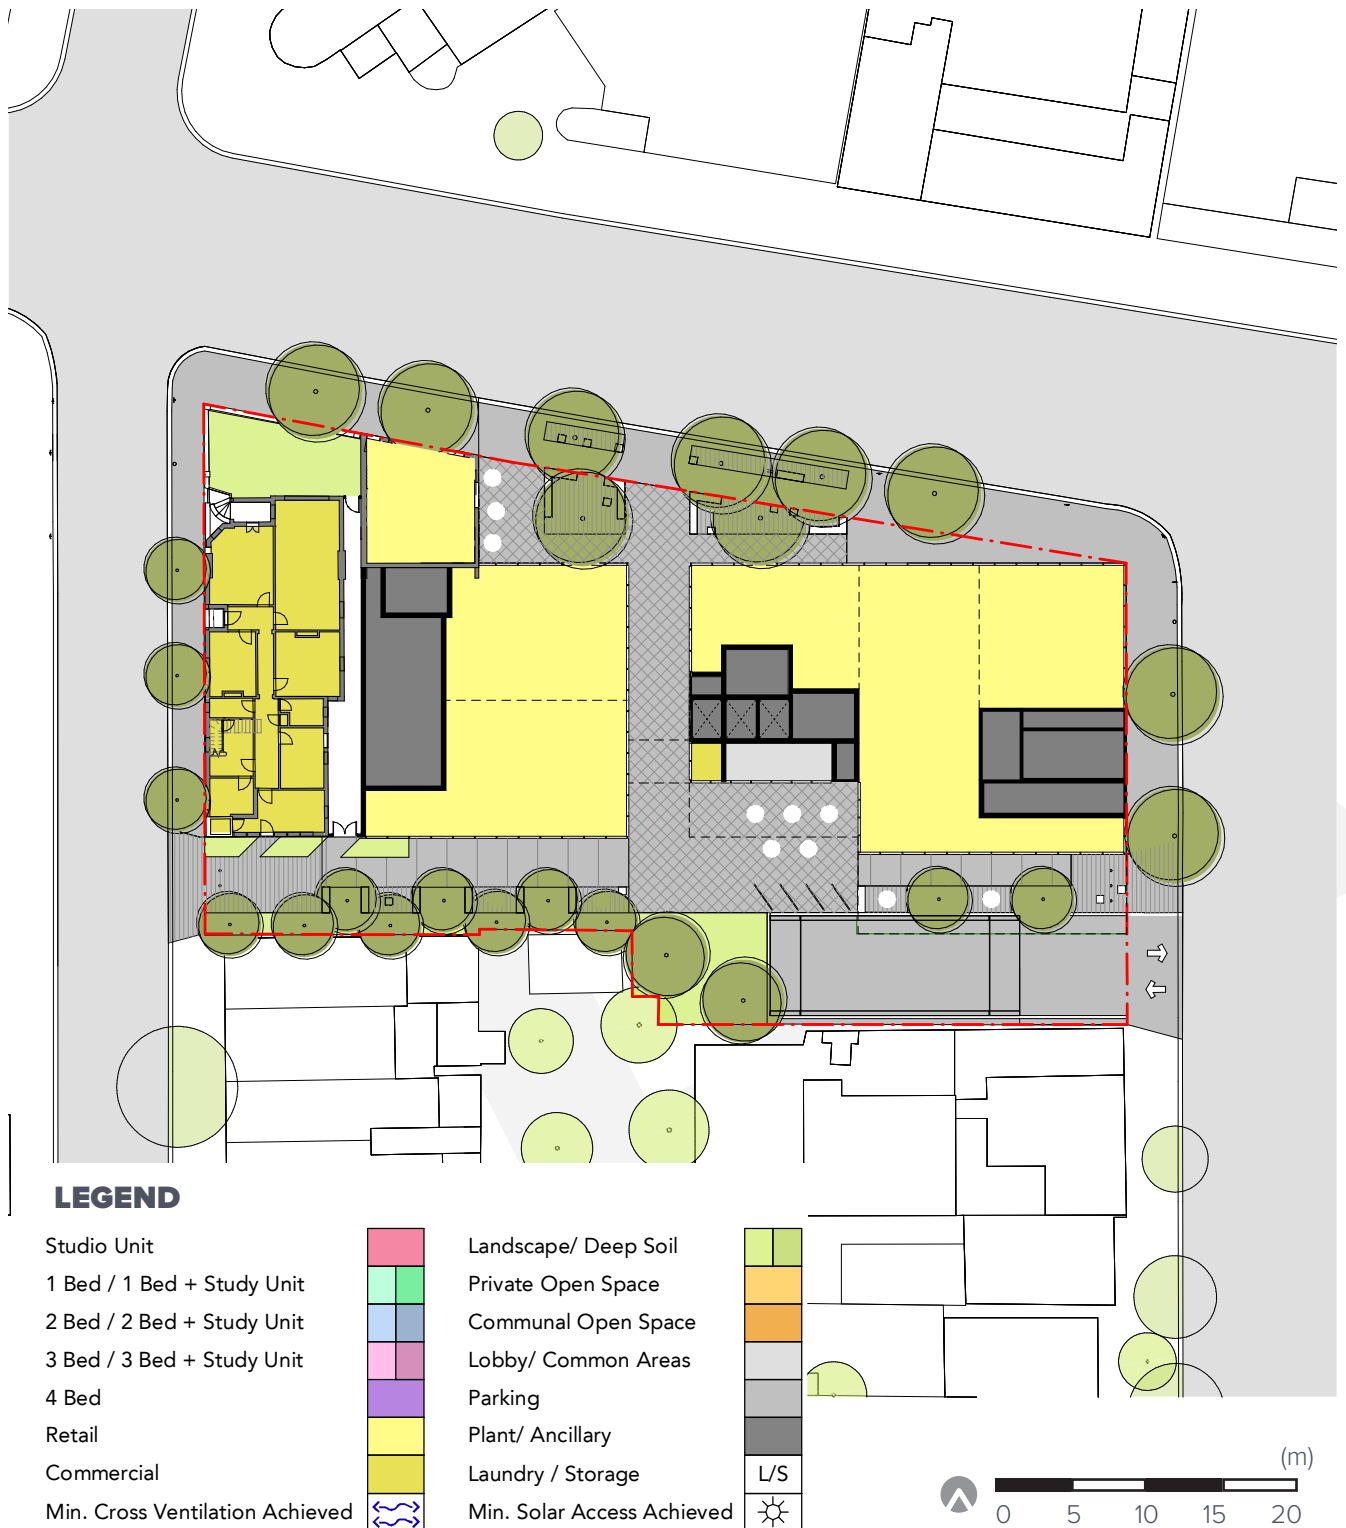 LEGEND
Studio Unit
1 Bed / 1 Bed + Study Unit
2 Bed / 2 Bed + Study Unit
3 Bed / 3 Bed + Study Unit
4 Bed
Retail
Commercial
Min. Cross Ventilation Achieved
Landscape/ Deep Soil
Private Open Space
Communal Open Space
Lobby/ Common Areas
Parking
Plant/ Ancillary
Laundry / Storage L/S
Min. Solar Access Achieved
(m)
0 5 10 15 20